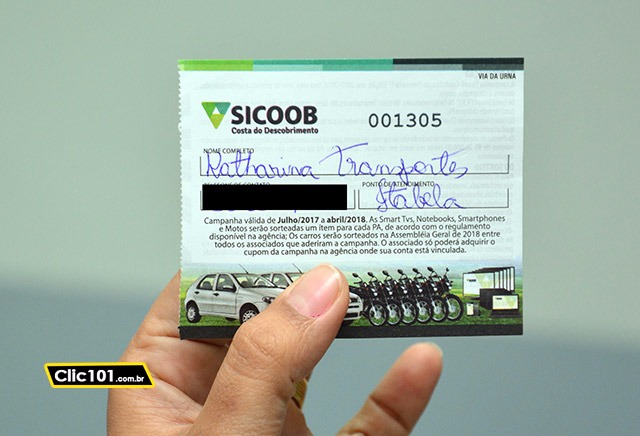 VIA DA URNA
SICOOB
Costa do Descobrimento
001305
NOME COMPLETO
Katharina Transportes
PONTO DE ATENDIMENTO
Itabela
Campanha válida de Julho/2017 a abril/2018. As Smart Tvs, Notebooks, Smartphones
e Motos serão sorteadas um ítem para cada PA, de acordo com o regulamento
disponível na agência; Os carros serão sorteados na Assembléia Geral de 2018 entre
todos os associados que aderiram a campanha. O associado só poderá adquirir o
cupom da campanha na agência onde sua conta está vinculada.
Clic101.com.br